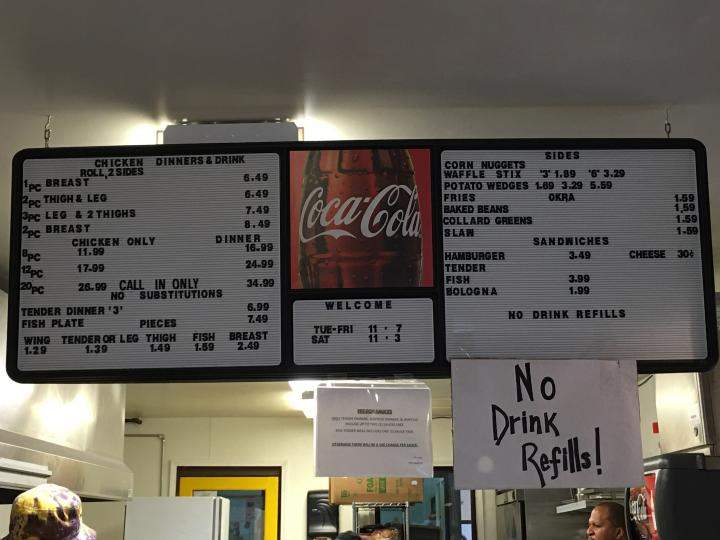 CHICKEN DINNERS & DRINK
ROLL, 2 SIDES
1PC BREAST 6.49
2PC THIGH & LEG 6.49
3PC LEG & 2 THIGHS 7.49
2PC BREAST 8.49
CHICKEN ONLY DINNER
8PC 11.99 16.99
12PC 17.99 24.99
20PC 26.99 CALL IN ONLY 34.99
NO SUBSTITUTIONS
TENDER DINNER '3' 6.99
FISH PLATE PIECES 7.49
WING TENDER OR LEG THIGH FISH BREAST
1.29 1.39 1.49 1.59 2.49
Coca-Cola
WELCOME
TUE-FRI 11 - 7
SAT 11 - 3
SIDES
CORN NUGGETS
WAFFLE STIX '3' 1.89 '6' 3.29
POTATO WEDGES 1.69 3.29 5.59
FRIES OKRA 1.59
BAKED BEANS 1.59
COLLARD GREENS 1.59
SLAW 1.59
SANDWICHES
HAMBURGER 3.49 CHEESE 30¢
TENDER
FISH 3.99
BOLOGNA 1.99
NO DRINK REFILLS
No
Drink
Refills!